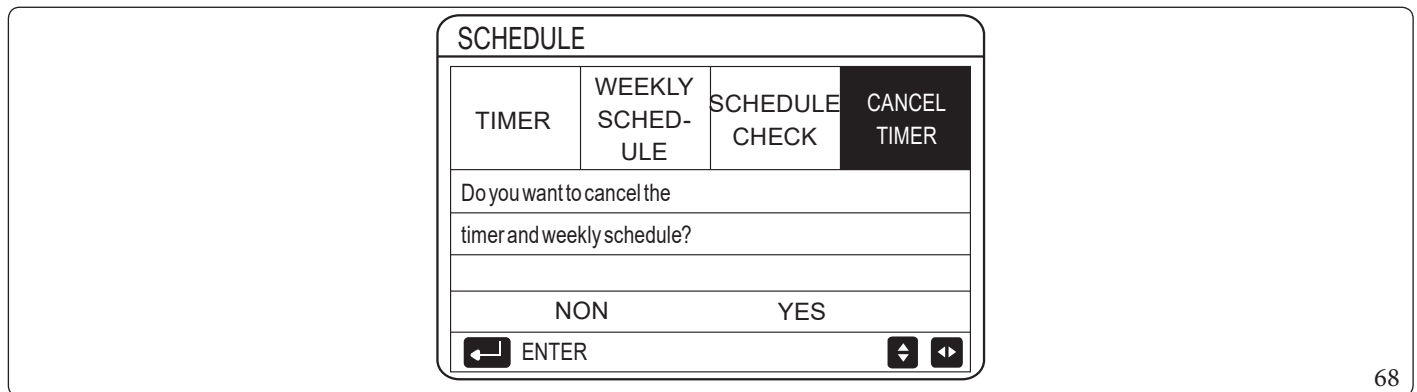 SCHEDULE
TIMER
WEEKLY
SCHED-
ULE
SCHEDULE
CHECK
CANCEL
TIMER
Do you want to cancel the
timer and weekly schedule?
NON YES
ENTER
68